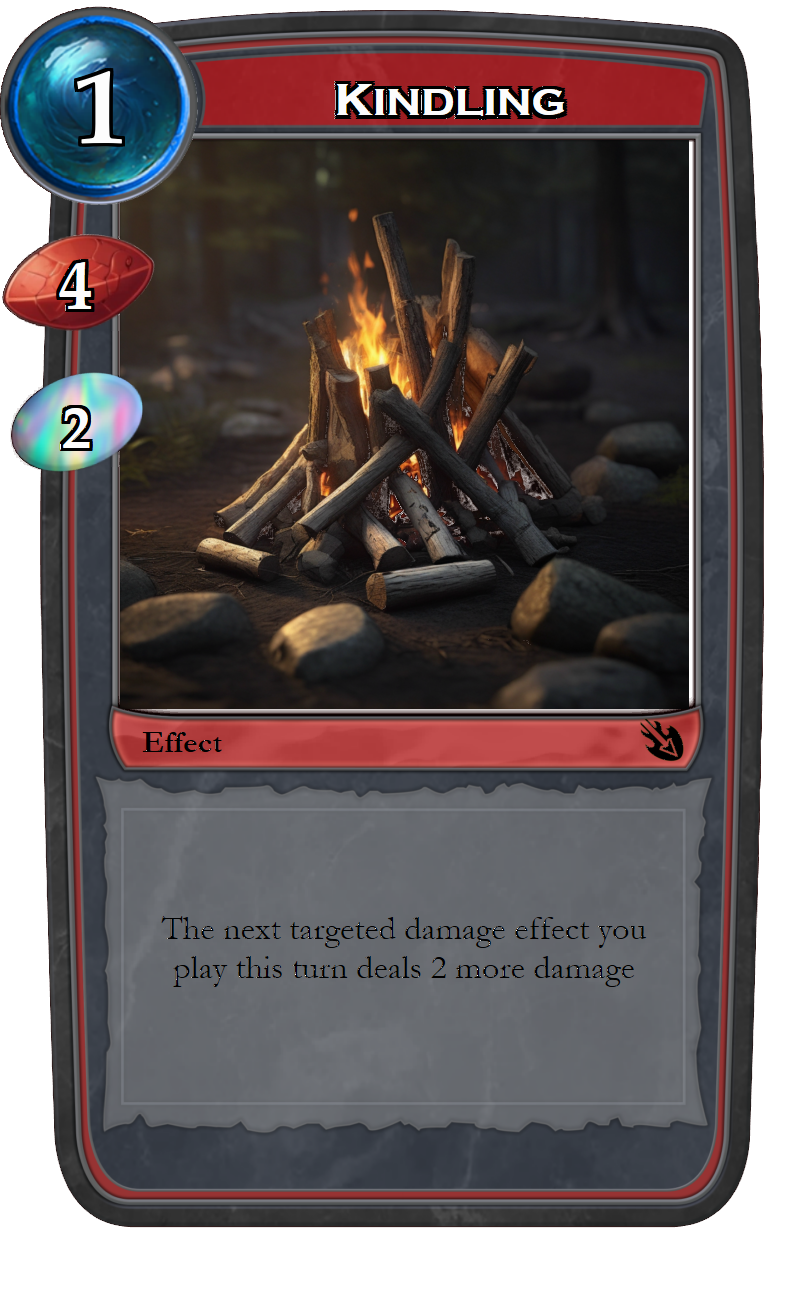 1
KINDLING
4
2
Effect
The next targeted damage effect you
play this turn deals 2 more damage